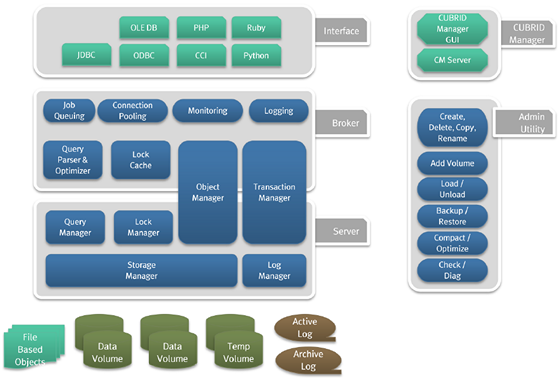 OLE DB
PHP
Ruby
Interface
JDBC
ODBC
CCI
Python
CUBRID
Manager
GUI
CUBRID
Manager
CM Server
Job
Queuing
Connection
Pooling
Monitoring
Logging
Broker
Query
Parser &
Optimizer
Lock
Cache
Object
Manager
Transaction
Manager
Query
Manager
Lock
Manager
Server
Storage
Manager
Log
Manager
Create,
Delete, Copy,
Rename
Admin
Utility
Add Volume
Load /
Unload
Backup /
Restore
Compact /
Optimize
Check /
Diag
File
Based
Objects
Data
Volume
Data
Volume
Temp
Volume
Active
Log
Archive
Log